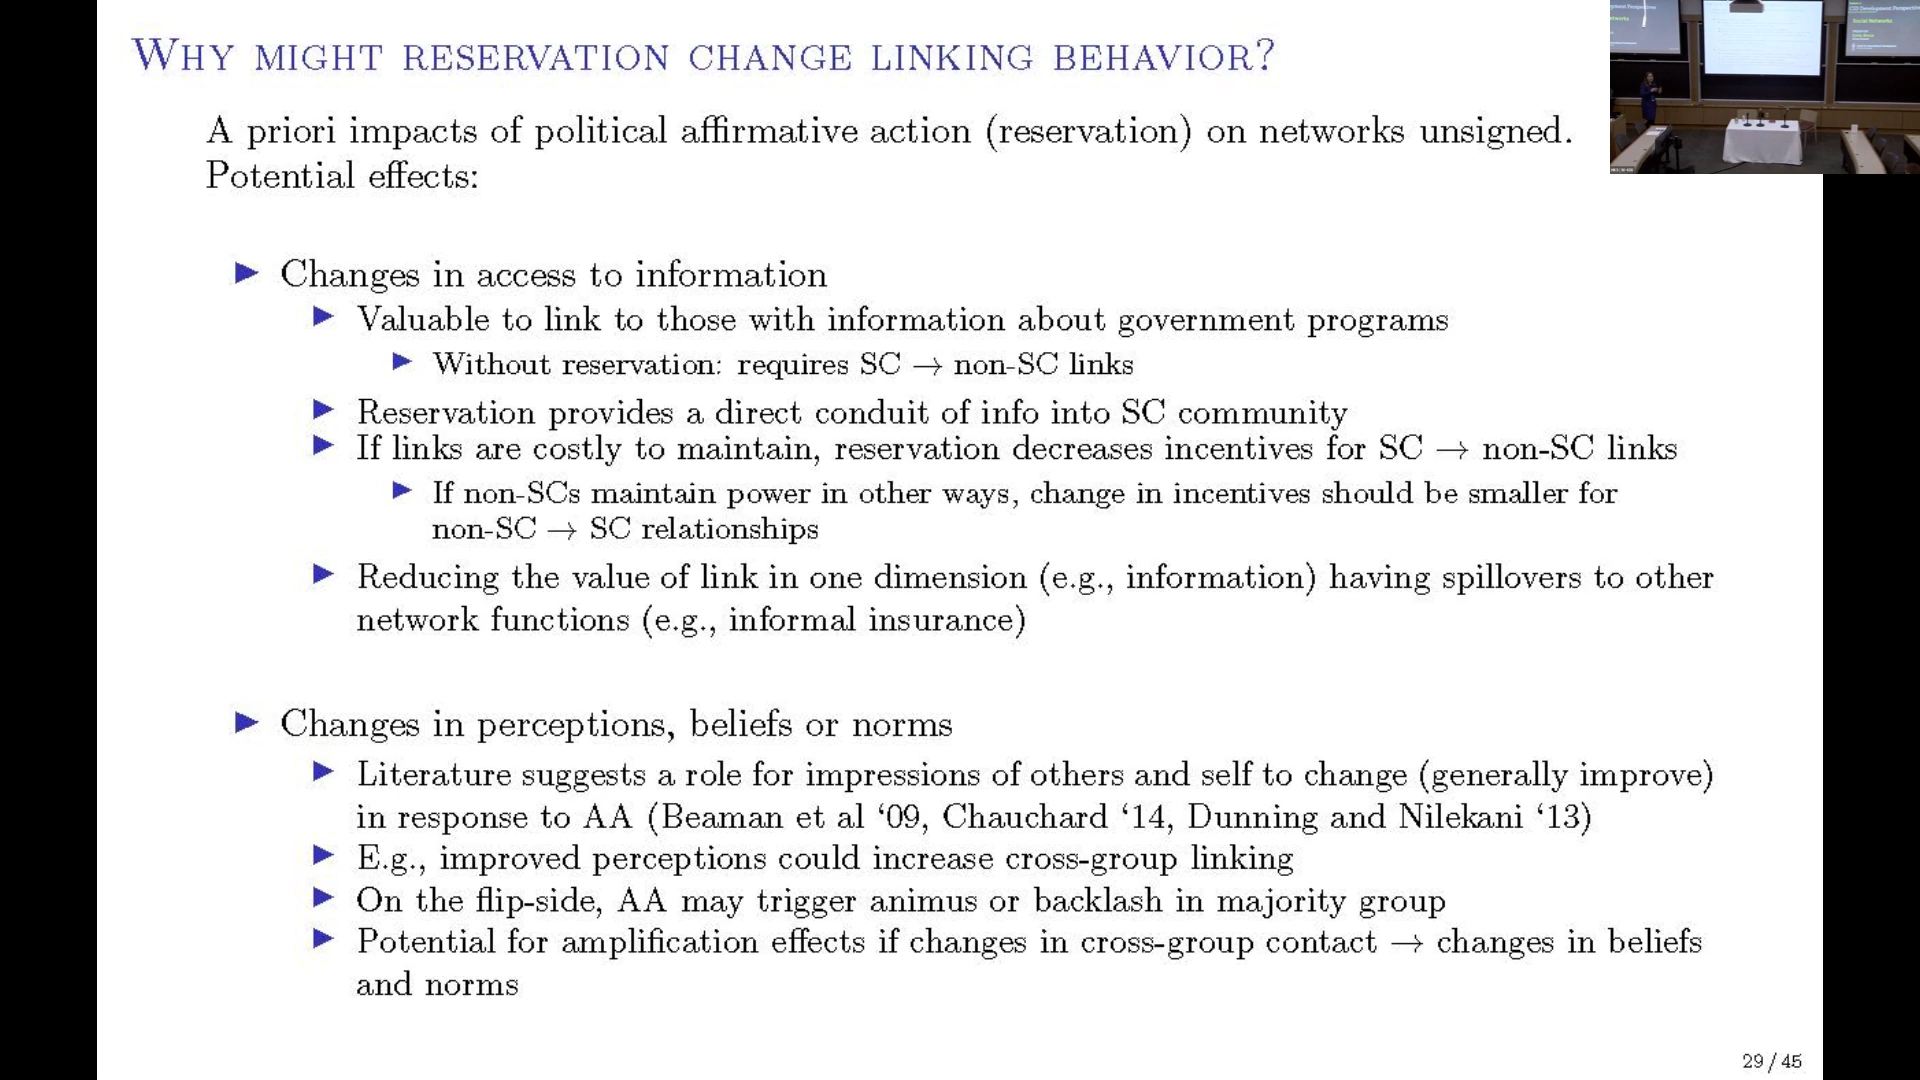 WHY MIGHT RESERVATION CHANGE LINKING BEHAVIOR?
A priori impacts of political affirmative action (reservation) on networks unsigned.
Potential effects:
▶ Changes in access to information
▶ Valuable to link to those with information about government programs
▶ Without reservation: requires SC → non-SC links
▶ Reservation provides a direct conduit of info into SC community
▶ If links are costly to maintain, reservation decreases incentives for SC → non-SC links
▶ If non-SCs maintain power in other ways, change in incentives should be smaller for
non-SC → SC relationships
▶ Reducing the value of link in one dimension (e.g., information) having spillovers to other
network functions (e.g., informal insurance)
▶ Changes in perceptions, beliefs or norms
▶ Literature suggests a role for impressions of others and self to change (generally improve)
in response to AA (Beaman et al ‘09, Chauchard ‘14, Dunning and Nilekani ‘13)
▶ E.g., improved perceptions could increase cross-group linking
▶ On the flip-side, AA may trigger animus or backlash in majority group
▶ Potential for amplification effects if changes in cross-group contact → changes in beliefs
and norms
29 / 45
CID Development Perspectives
Social Networks